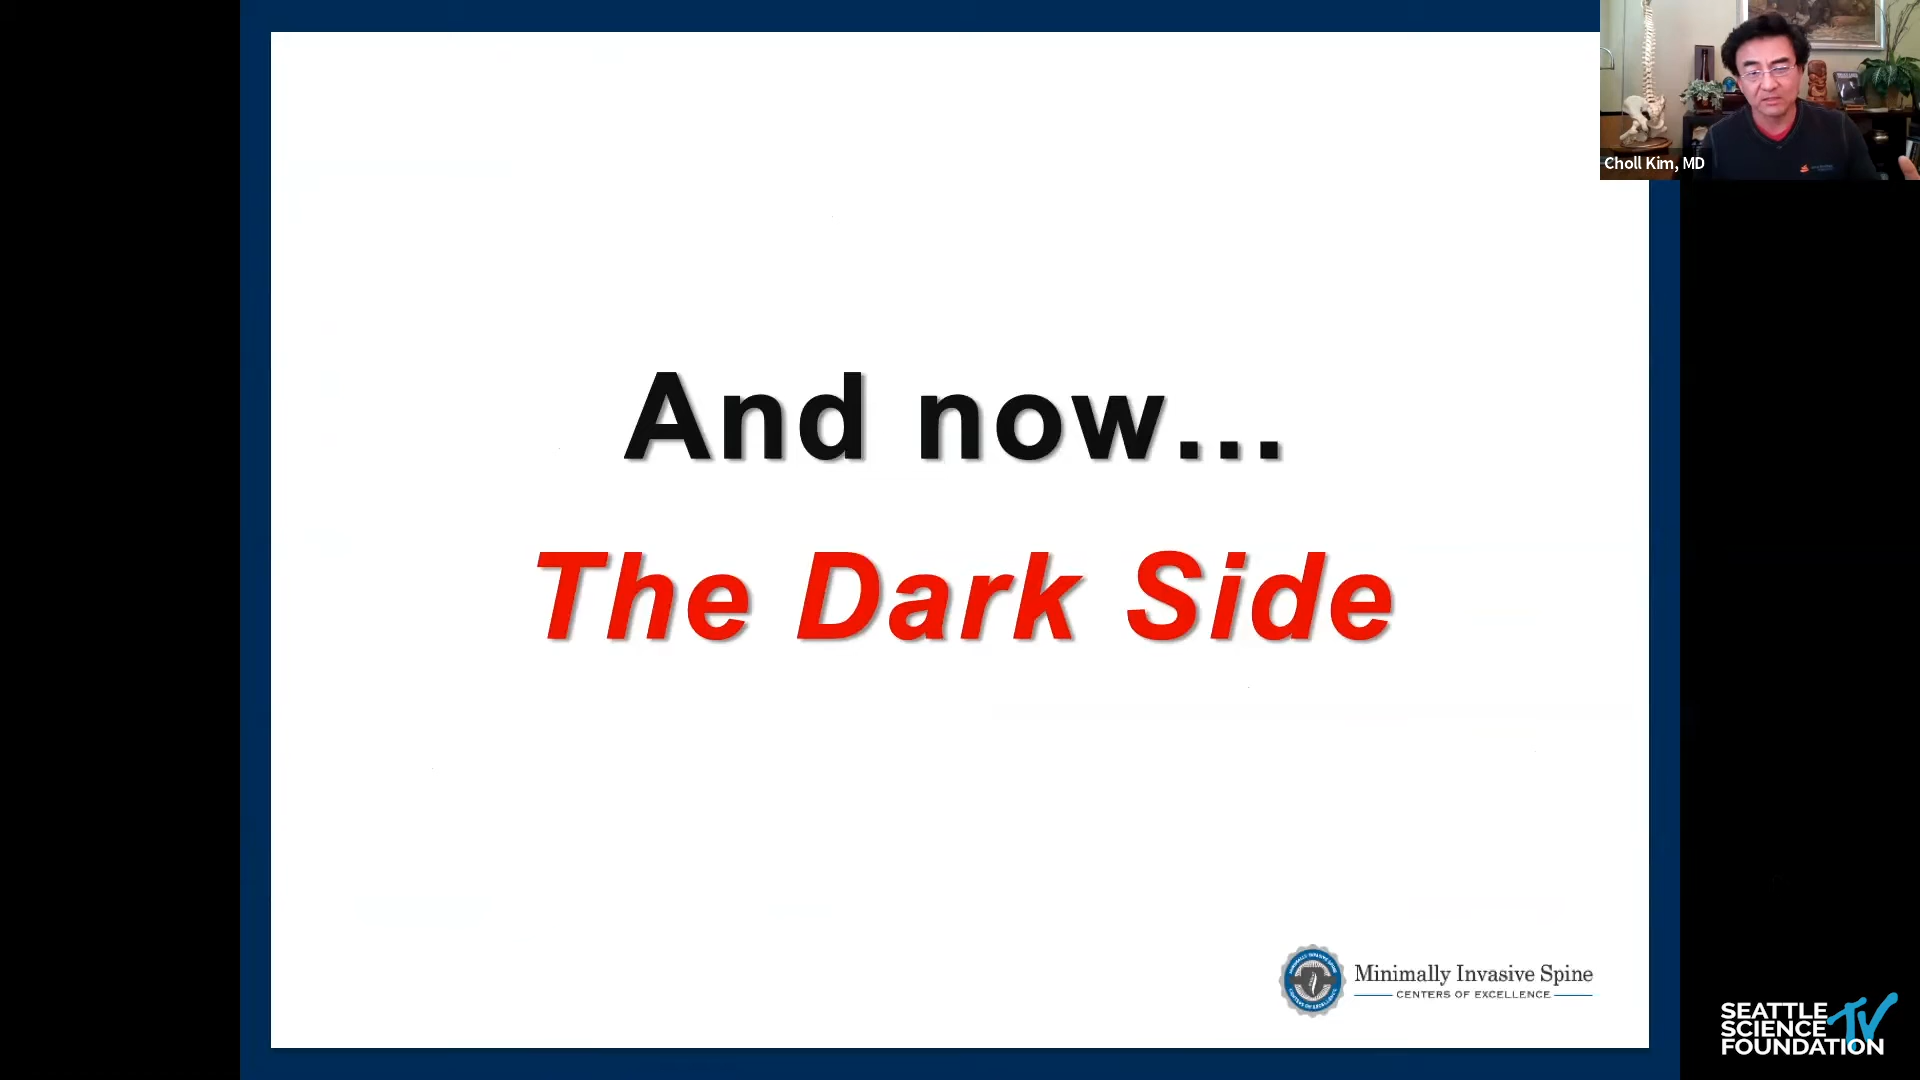 Choll Kim, MD
And now...
The Dark Side
Minimally Invasive Spine
CENTERS OF EXCELLENCE
SEATTLE
SCIENCE TV
FOUNDATION